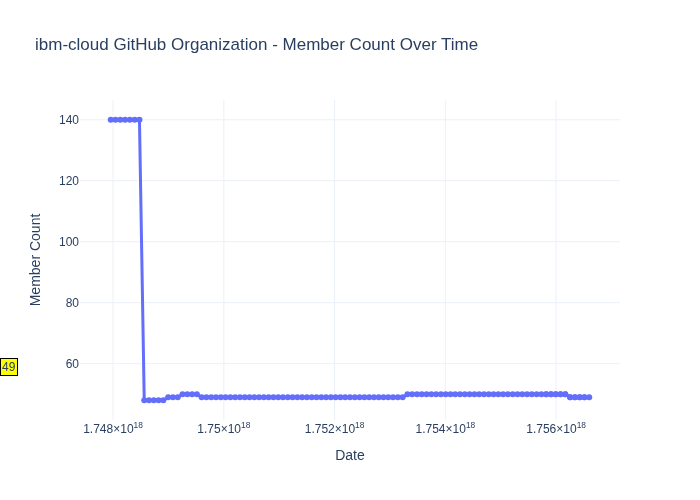 ibm-cloud GitHub Organization - Member Count Over Time
140
120
100
80
60
Member Count
49
1.748×10¹⁸ 1.75×10¹⁸ 1.752×10¹⁸ 1.754×10¹⁸ 1.756×10¹⁸
Date